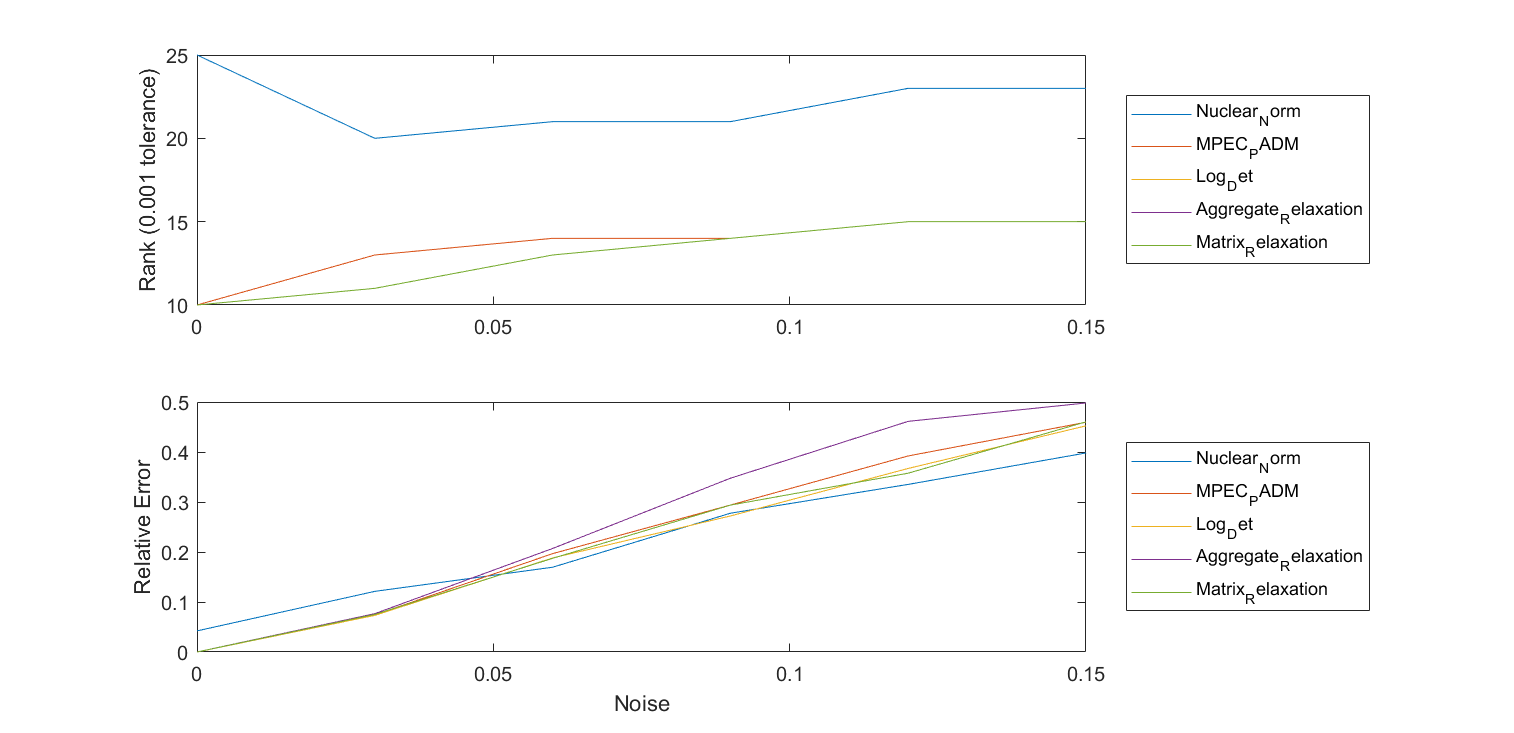 25
20
15
10
Rank (0.001 tolerance)
0
0.05
0.1
0.15
Nuclear_Norm
MPEC_PADM
Log_Det
Aggregate_Relaxation
Matrix_Relaxation
0.5
0.4
0.3
0.2
0.1
0
Relative Error
0
0.05
0.1
0.15
Noise
Nuclear_Norm
MPEC_PADM
Log_Det
Aggregate_Relaxation
Matrix_Relaxation